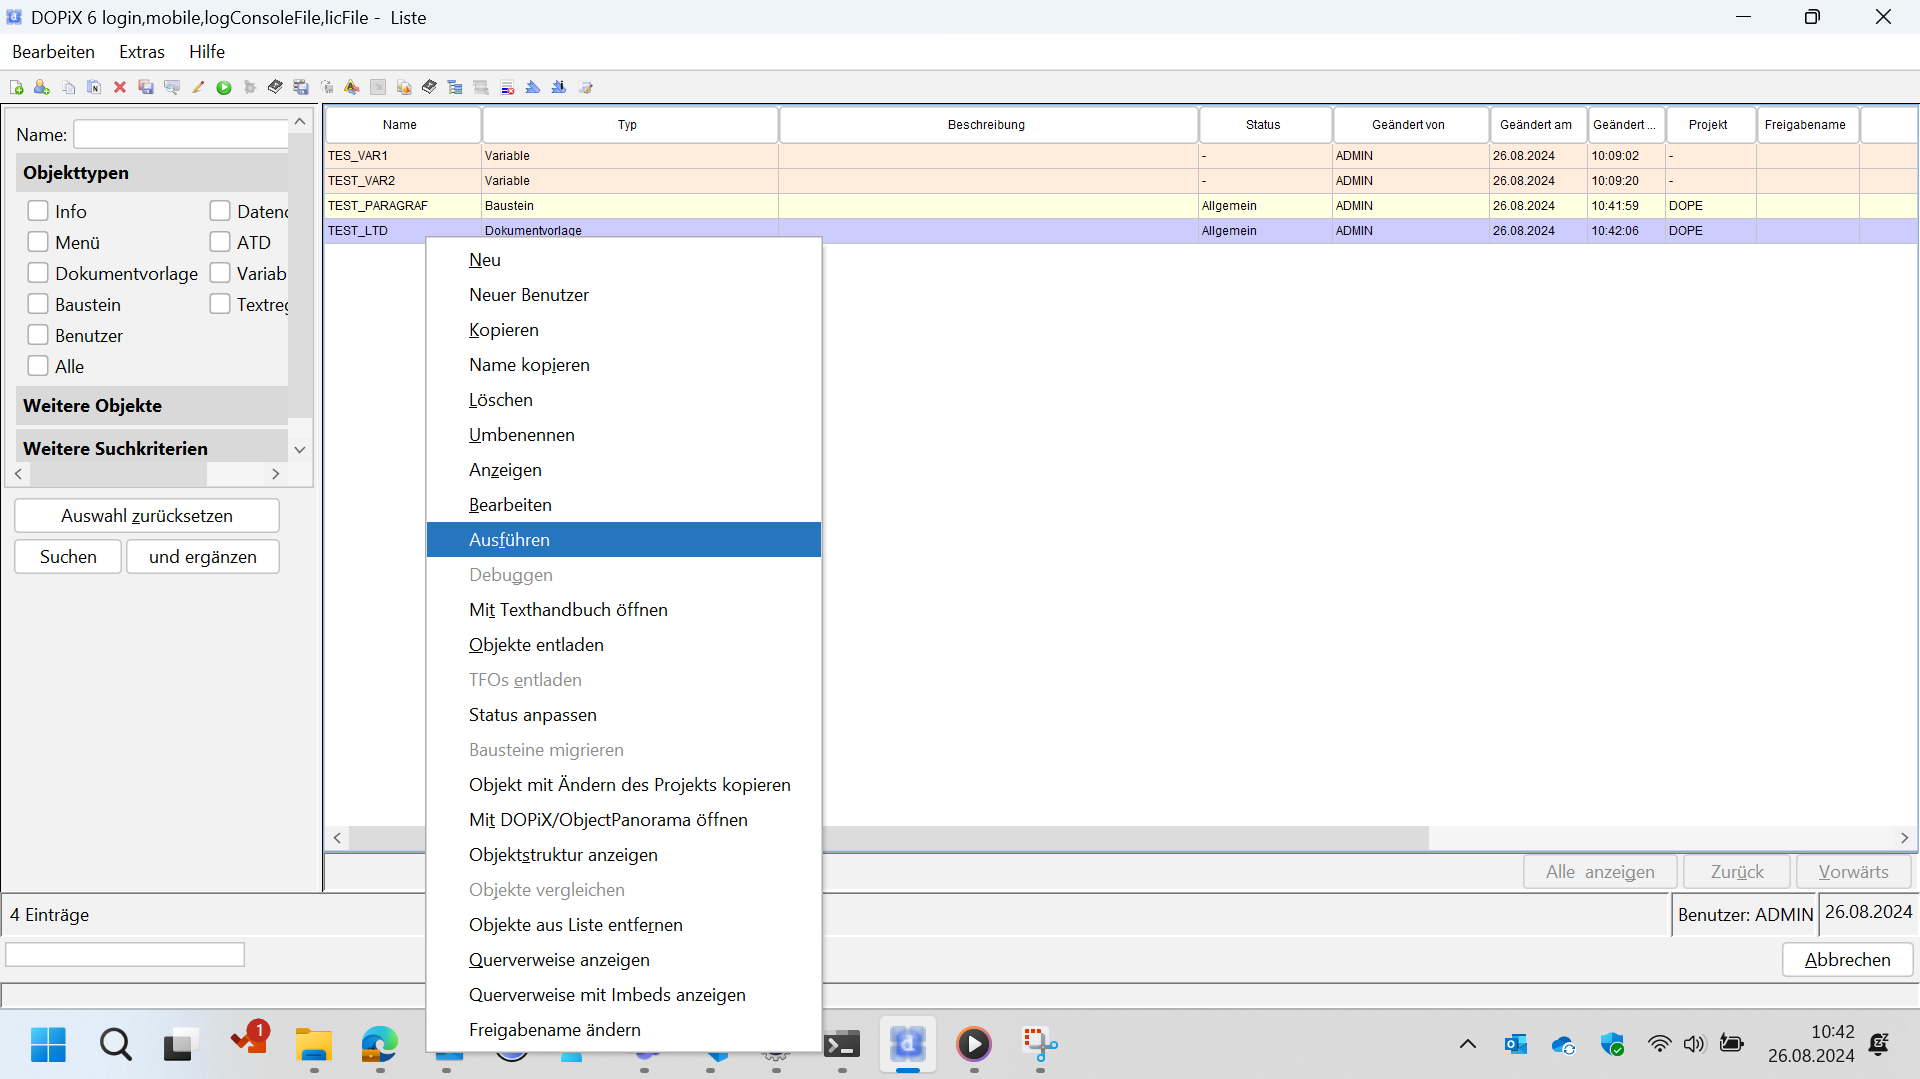 DOPiX 6 login,mobile,logConsoleFile,licFile - Liste
Bearbeiten Extras Hilfe
Name:
Objekttypen
Info
Menü ATD
Dokumentvorlage Variab
Baustein Textreg
Benutzer
Alle
Weitere Objekte
Weitere Suchkriterien
Auswahl zurücksetzen
Suchen und ergänzen
Name Typ Beschreibung Status Geändert von Geändert am Geändert ... Projekt Freigabename
TES_VAR1 Variable - ADMIN 26.08.2024 10:09:02 -
TEST_VAR2 Variable - ADMIN 26.08.2024 10:09:20 -
TEST_PARAGRAF Baustein Allgemein ADMIN 26.08.2024 10:41:59 DOPE
TEST_LTD Dokumentvorlage Allgemein ADMIN 26.08.2024 10:42:06 DOPE
Neu
Neuer Benutzer
Kopieren
Name kopieren
Löschen
Umbenennen
Anzeigen
Bearbeiten
Ausführen
Debuggen
Mit Texthandbuch öffnen
Objekte entladen
TFOs entladen
Status anpassen
Bausteine migrieren
Objekt mit Ändern des Projekts kopieren
Mit DOPiX/ObjectPanorama öffnen
Objektstruktur anzeigen
Objekte vergleichen
Objekte aus Liste entfernen
Querverweise anzeigen
Querverweise mit Imbeds anzeigen
Freigabename ändern
Alle anzeigen Zurück Vorwärts
4 Einträge Benutzer: ADMIN 26.08.2024
Abbrechen
1
10:42
26.08.2024